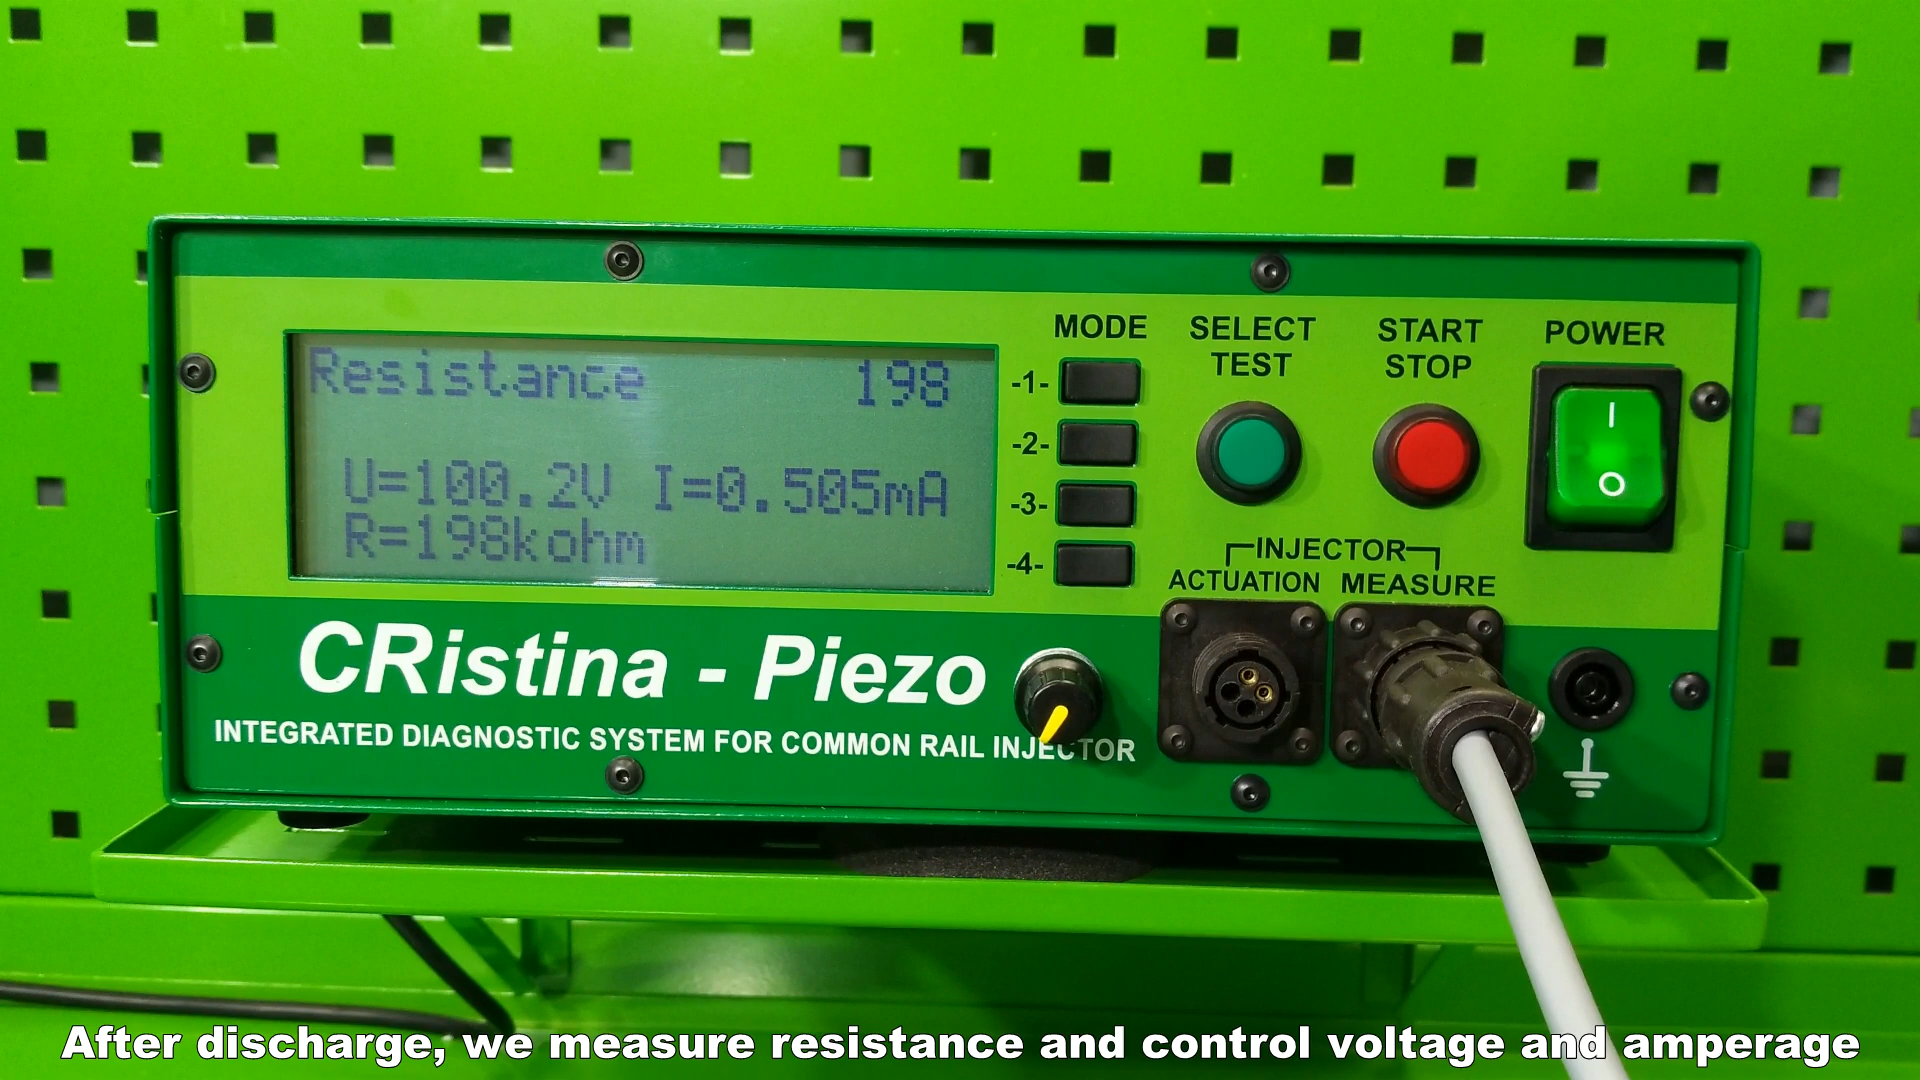 Resistance 198
U=100.2V I=0.505mA
R=198kohm
MODE
-1-
-2-
-3-
-4-
SELECT
TEST
START
STOP
POWER
I
O
INJECTOR
ACTUATION MEASURE
CRistina - Piezo
INTEGRATED DIAGNOSTIC SYSTEM FOR COMMON RAIL INJECTOR
After discharge, we measure resistance and control voltage and amperage